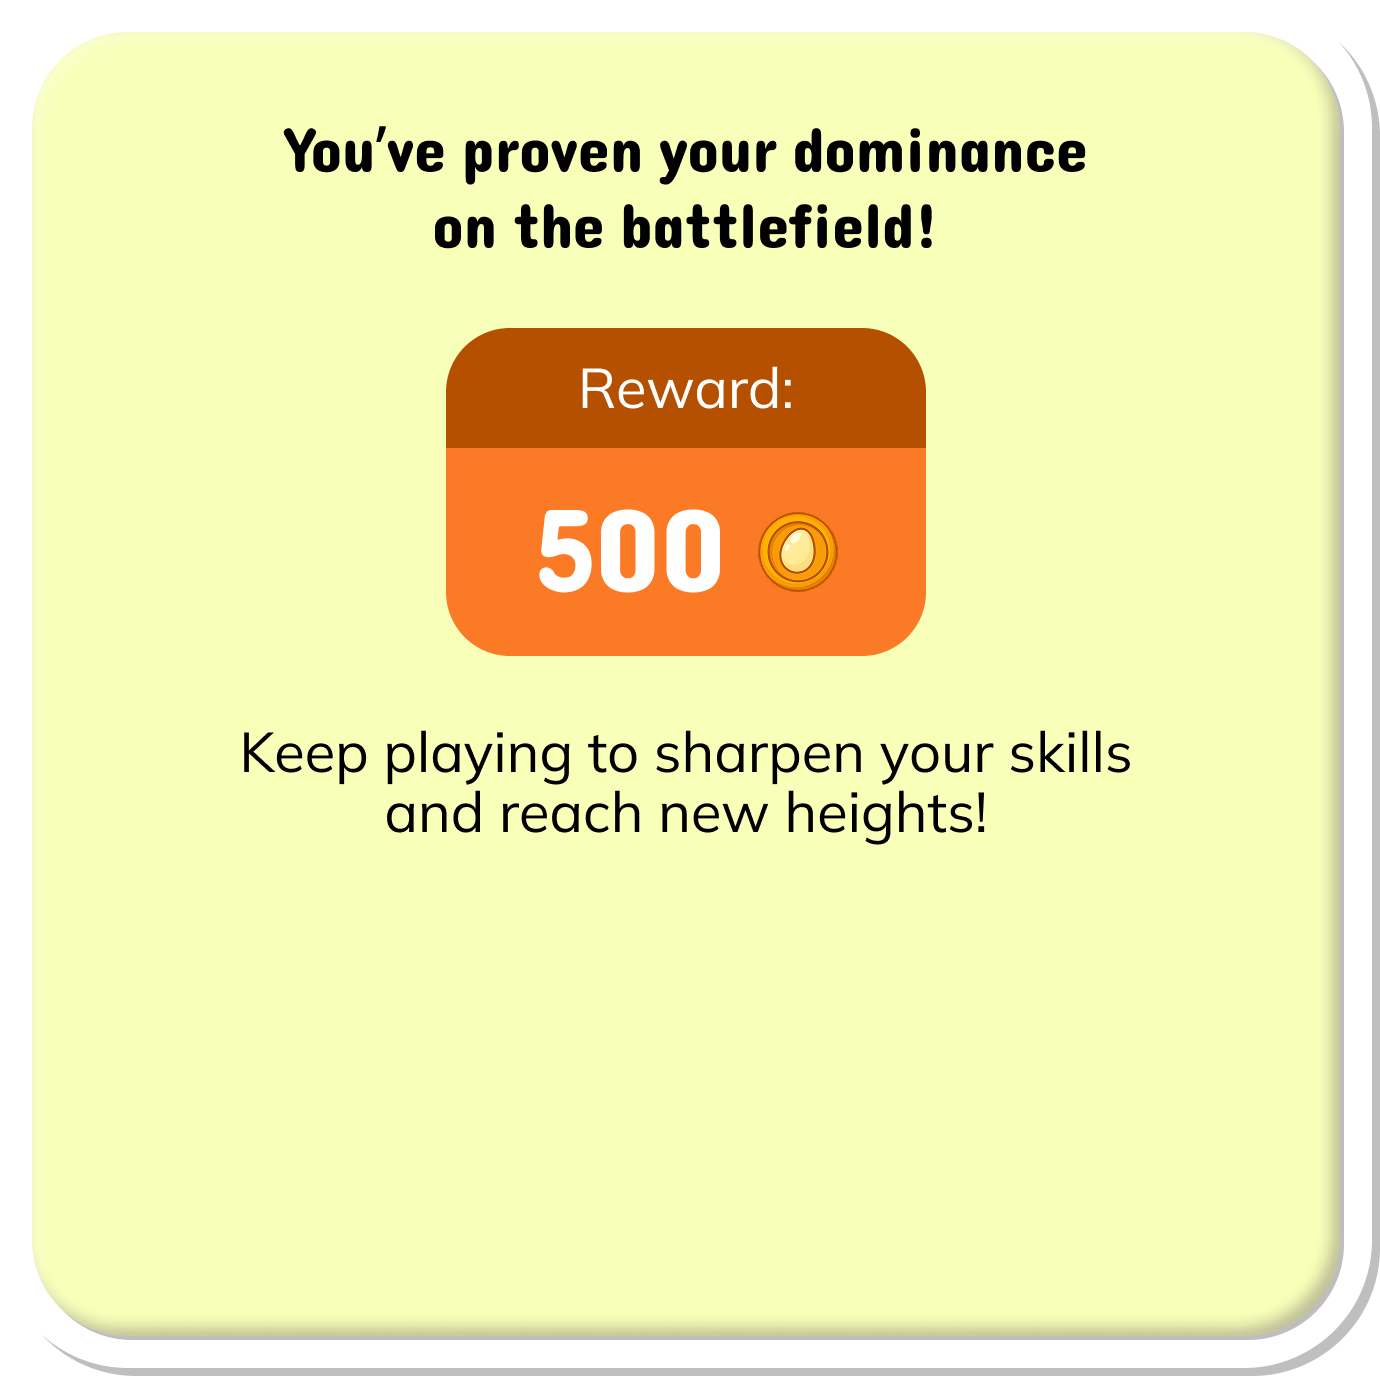 You've proven your dominance
on the battlefield!
Reward:
500
Keep playing to sharpen your skills
and reach new heights!